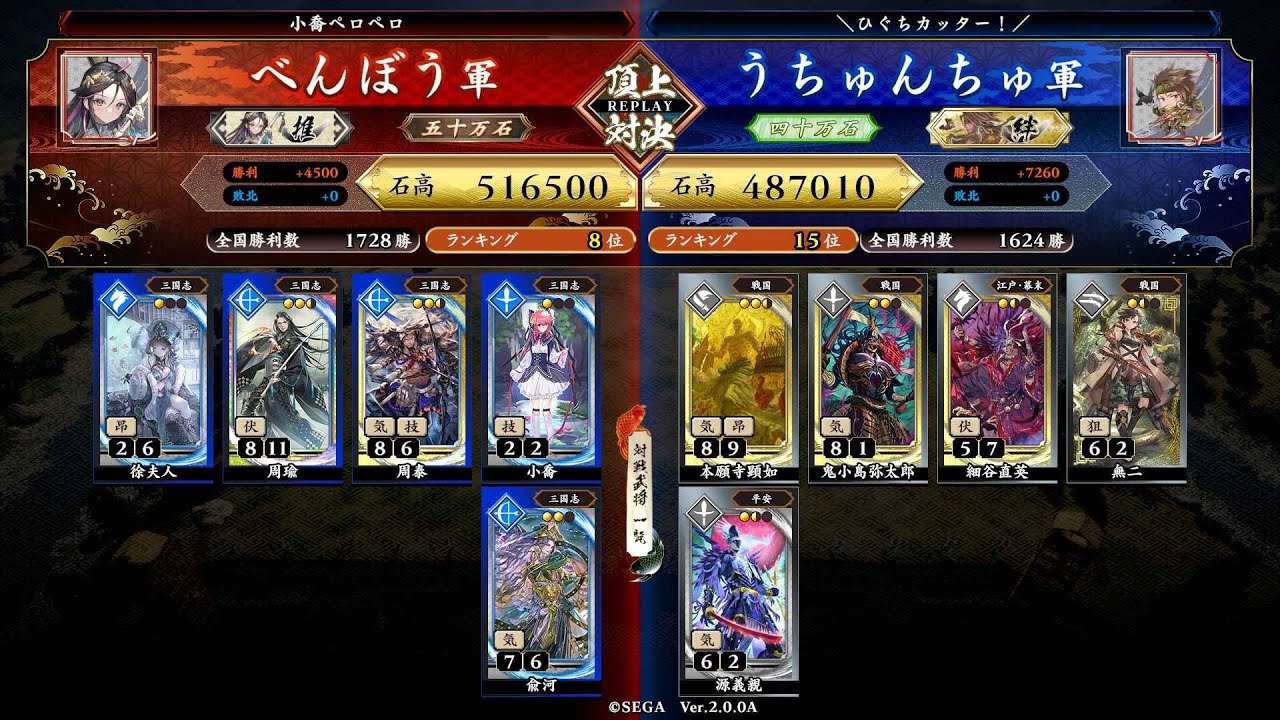 小喬ペロペロ
＼ひぐちカッター！／
べんぼう軍
頂上
REPLAY
対決
うちゅんちゅ軍
推
五十万石
四十万石
絆
勝利 +4500
敗北 +0
石高 516500
石高 487010
勝利 +7260
敗北 +0
全国勝利数 1728勝
ランキング 8位
ランキング 15位
全国勝利数 1624勝
三国志
昂
2 6
徐夫人
三国志
伏
8 11
周瑜
三国志
気 技
8 6
周泰
三国志
技
2 2
小喬
戦国
気 昂
8 9
本願寺顕如
戦国
気
8 1
鬼小島弥太郎
江戸・幕末
伏
5 7
細谷直英
戦国
狙
6 2
無二
対戦武将一覧
三国志
気
7 6
兪河
平安
気
6 2
源義親
©SEGA Ver.2.0.0A